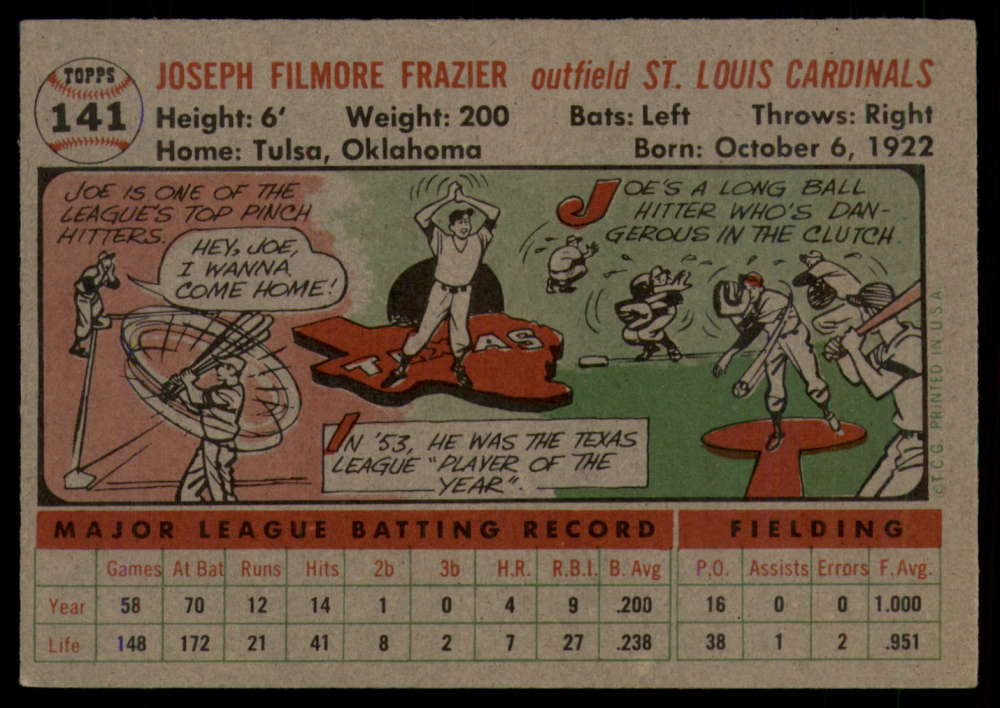 TOPPS
141
JOSEPH FILMORE FRAZIER outfield ST. LOUIS CARDINALS
Height: 6' Weight: 200 Bats: Left Throws: Right
Home: Tulsa, Oklahoma Born: October 6, 1922
JOE IS ONE OF THE
LEAGUE'S TOP PINCH
HITTERS.
HEY, JOE,
I WANNA
COME HOME!
TEXAS
IN '53, HE WAS THE TEXAS
LEAGUE "PLAYER OF THE
YEAR".
JOE'S A LONG BALL
HITTER WHO'S DAN-
GEROUS IN THE CLUTCH.
©T.C.G. PRINTED IN U.S.A.
MAJOR LEAGUE BATTING RECORD FIELDING
Games At Bat Runs Hits 2b 3b H.R. R.B.I. B. Avg P.O. Assists Errors F. Avg.
Year 58 70 12 14 1 0 4 9 .200 16 0 0 1.000
Life 148 172 21 41 8 2 7 27 .238 38 1 2 .951